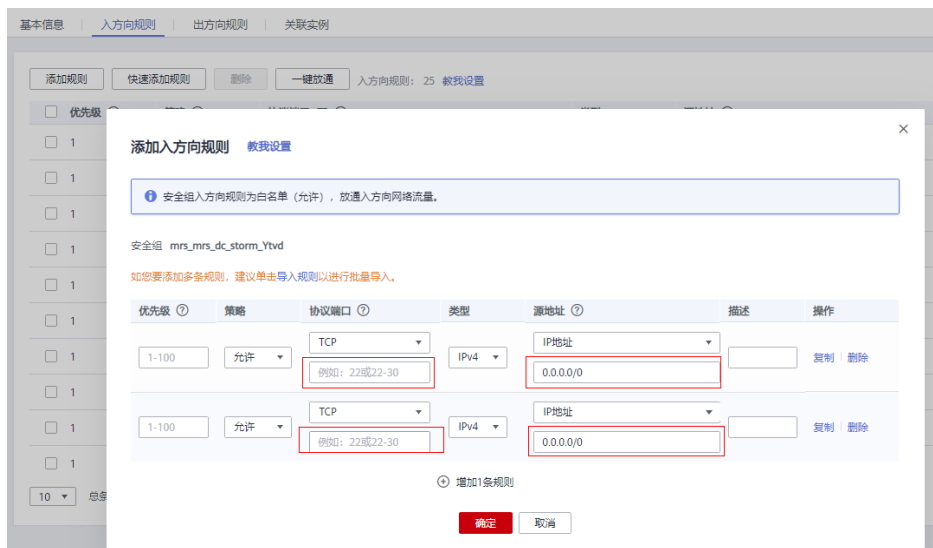 基本信息 入方向规则 出方向规则 关联实例
添加规则 快速添加规则 删除 一键放通 入方向规则： 25 教我设置
优先级
1
1
1
1
1
1
1
1
1
1
10 总条
添加入方向规则 教我设置
安全组入方向规则为白名单（允许），放通入方向网络流量。
安全组 mrs_mrs_dc_storm_Ytvd
如您要添加多条规则，建议单击导入规则以进行批量导入。
优先级 策略 协议端口 类型 源地址 描述 操作
TCP IP地址
1-100 允许 IPv4 复制 删除
例如：22或22-30 0.0.0.0/0
TCP IP地址
1-100 允许 IPv4 复制 删除
例如：22或22-30 0.0.0.0/0
增加1条规则
确定 取消